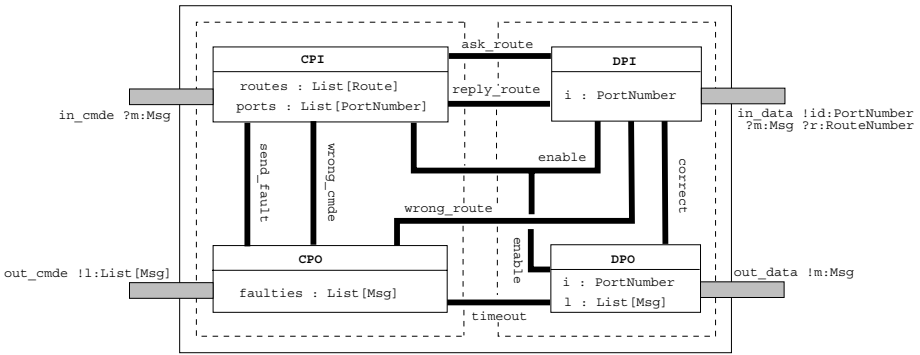 ask_route
CPI
DPI
routes : List[Route]
ports : List[PortNumber]
reply_route
i : PortNumber
in_cmde ?m:Msg
in_data !id:PortNumber
?m:Msg ?r:RouteNumber
send_fault
wrong_cmde
enable
correct
wrong_route
enable
CPO
DPO
out_cmde !l:List[Msg]
faulties : List[Msg]
i : PortNumber
l : List[Msg]
out_data !m:Msg
timeout